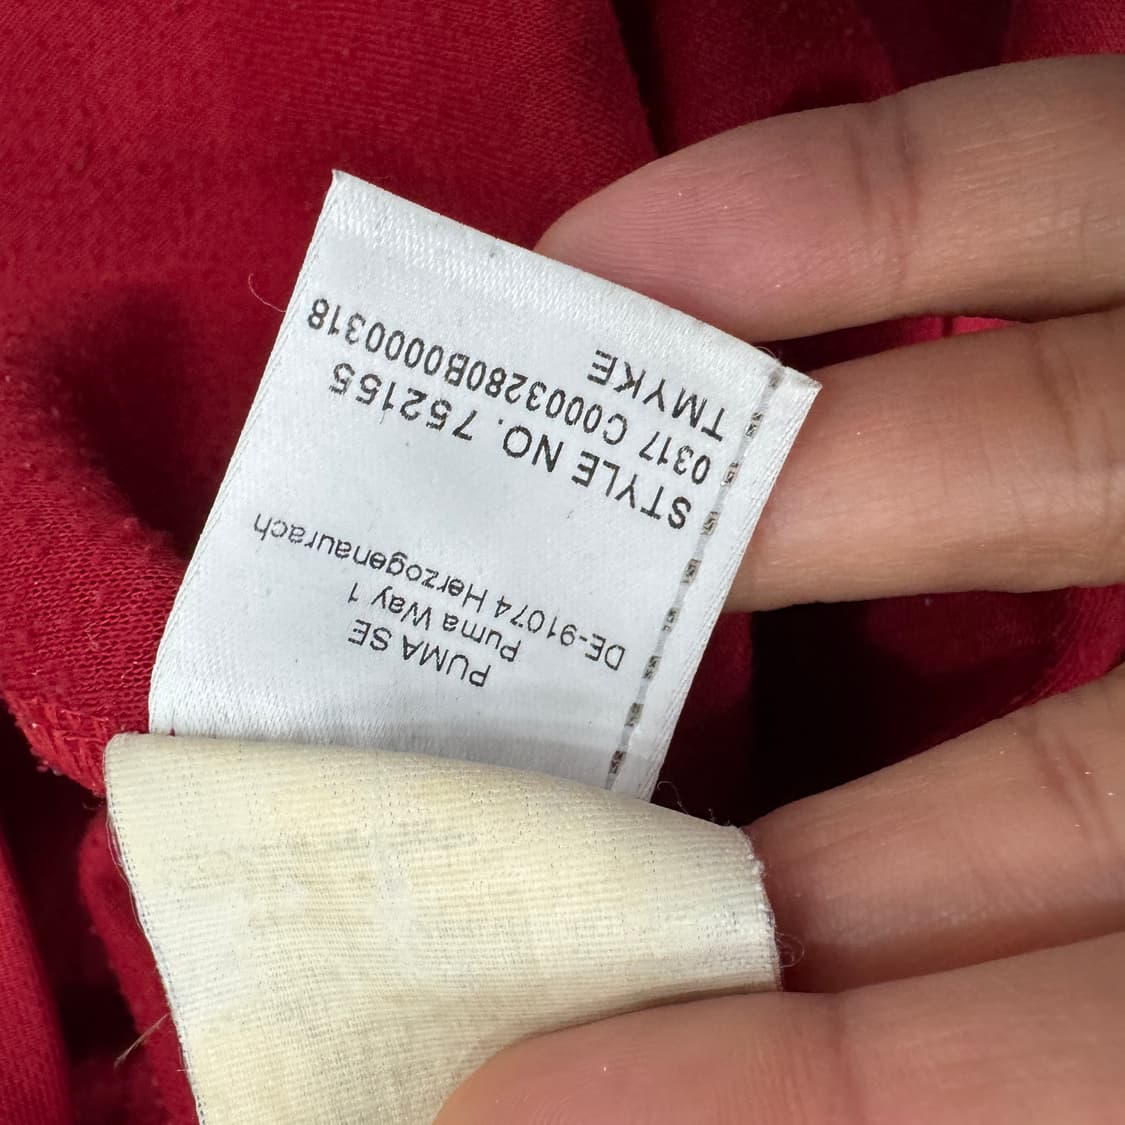 PUMA SE
Puma Way 1
DE-91074 Herzogenaurach
STYLE NO. 752155
0317 C0003280B0000318
TMYKE